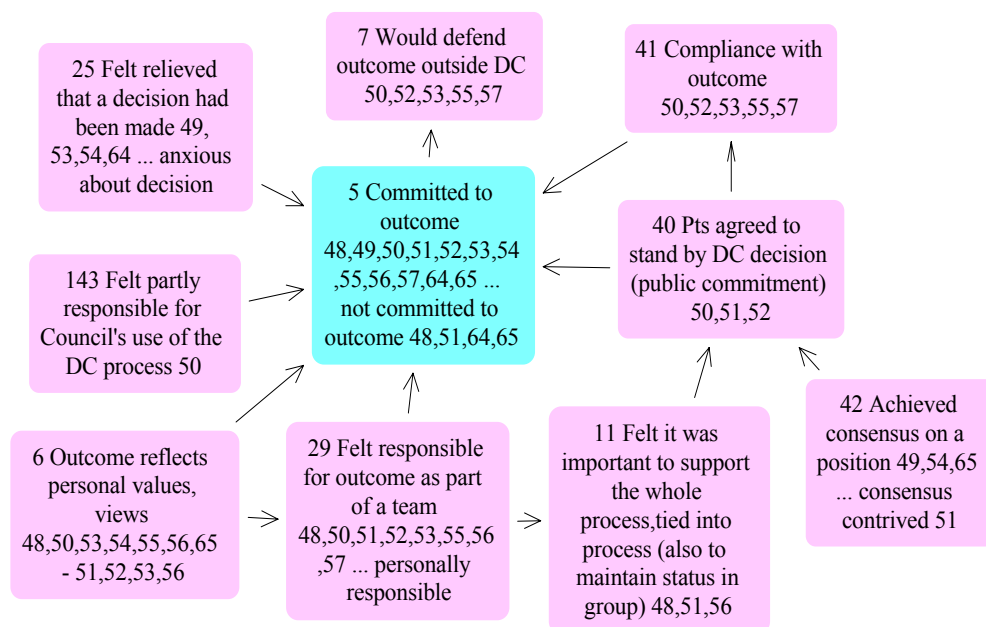 7 Would defend
outcome outside DC
50,52,53,55,57
41 Compliance with
outcome
50,52,53,55,57
25 Felt relieved
that a decision had
been made 49,
53,54,64 ... anxious
about decision
5 Committed to
outcome
48,49,50,51,52,53,54
,55,56,57,64,65 ...
not committed to
outcome 48,51,64,65
40 Pts agreed to
stand by DC decision
(public commitment)
50,51,52
143 Felt partly
responsible for
Council's use of the
DC process 50
42 Achieved
consensus on a
position 49,54,65
... consensus
contrived 51
6 Outcome reflects
personal values,
views
48,50,53,54,55,56,65
- 51,52,53,56
29 Felt responsible
for outcome as part
of a team
48,50,51,52,53,55,56
,57 ... personally
responsible
11 Felt it was
important to support
the whole
process,tied into
process (also to
maintain status in
group) 48,51,56